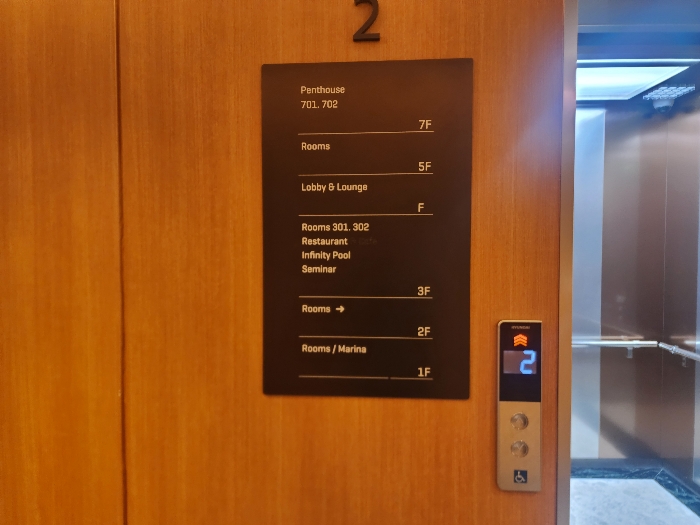 2
Penthouse
701. 702
7F
Rooms
5F
Lobby & Lounge
F
Rooms 301. 302
Restaurant
Infinity Pool
Seminar
3F
Rooms →
2F
Rooms / Marina
1F
2